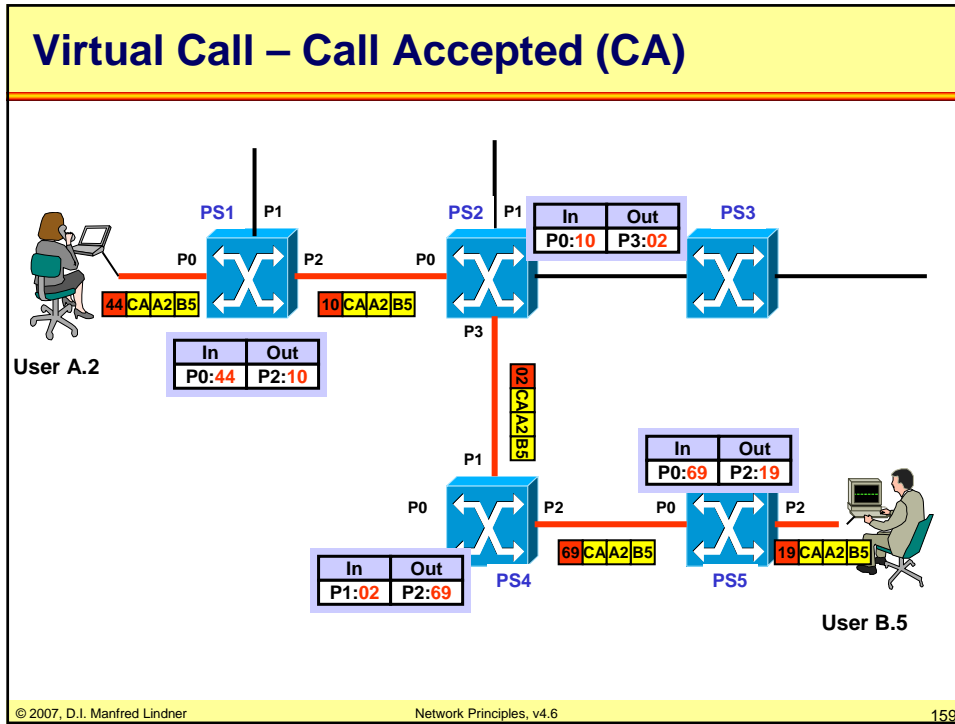 Virtual Call – Call Accepted (CA)
PS1
P1
PS2
P1
In Out
P0:10 P3:02
PS3
P0
P2
P0
44 CA A2 B5
10 CA A2 B5
P3
User A.2
In Out
P0:44 P2:10
02 CA A2 B5
In Out
P0:69 P2:19
P1
P0
P2
P0
P2
69 CA A2 B5
19 CA A2 B5
In Out
P1:02 P2:69
PS4
PS5
User B.5
© 2007, D.I. Manfred Lindner
Network Principles, v4.6
159